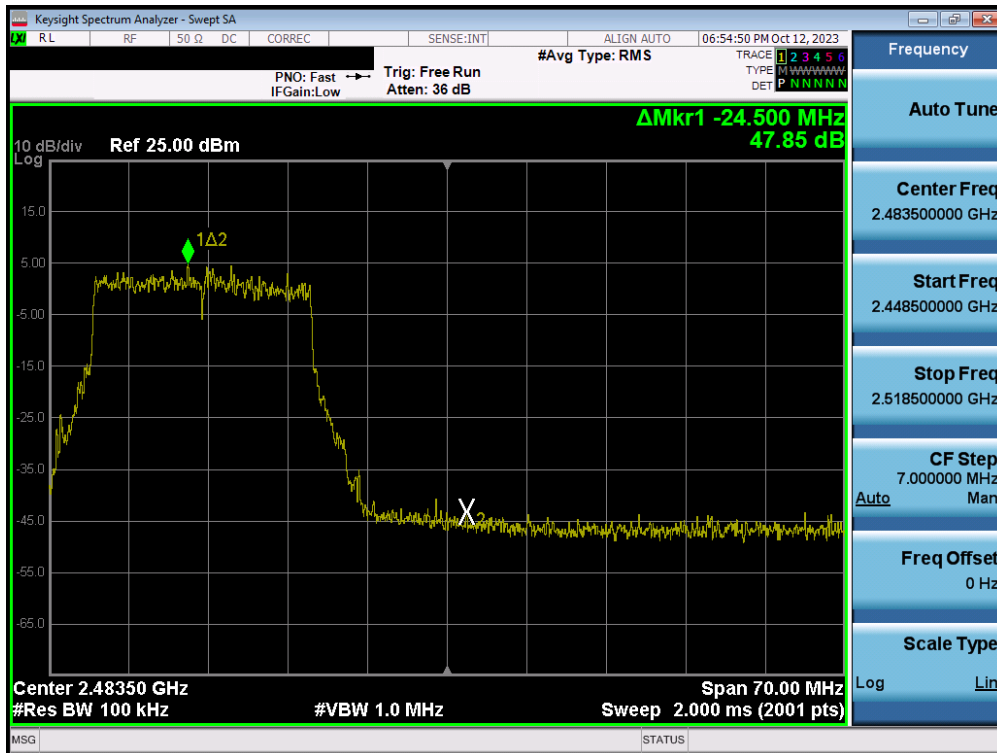 Keysight Spectrum Analyzer - Swept SA
LXI RL RF 50 Ω DC CORREC SENSE:INT ALIGN AUTO 06:54:50 PM Oct 12, 2023
#Avg Type: RMS
TRACE 1 2 3 4 5 6
PNO: Fast Trig: Free Run
TYPE MWWWWWW
IFGain:Low Atten: 36 dB
DET P N N N N N
ΔMkr1 -24.500 MHz
47.85 dB
10 dB/div Ref 25.00 dBm
Log
15.0
1Δ2
5.00
-5.00
-15.0
-25.0
-35.0
-45.0
X2
-55.0
-65.0
Center 2.48350 GHz Span 70.00 MHz
#Res BW 100 kHz #VBW 1.0 MHz Sweep 2.000 ms (2001 pts)
MSG STATUS
Frequency
Auto Tune
Center Freq
2.483500000 GHz
Start Freq
2.448500000 GHz
Stop Freq
2.518500000 GHz
CF Step
7.000000 MHz
Auto Man
Freq Offset
0 Hz
Scale Type
Log Lin